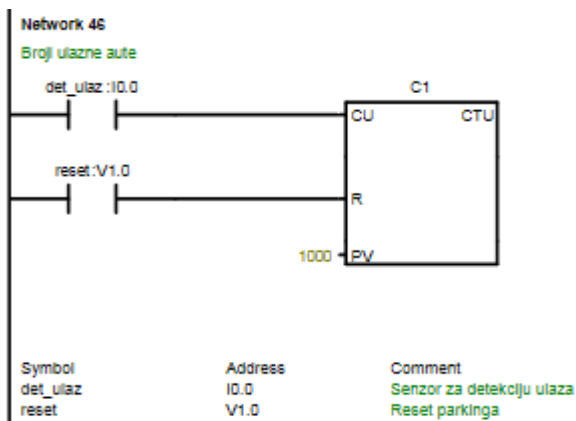 Network 46
Broji ulazne aute
det_ulaz:I0.0
C1
CU CTU
reset:V1.0
R
1000 PV
Symbol Address Comment
det_ulaz I0.0 Senzor za detekciju ulaza
reset V1.0 Reset parkinga